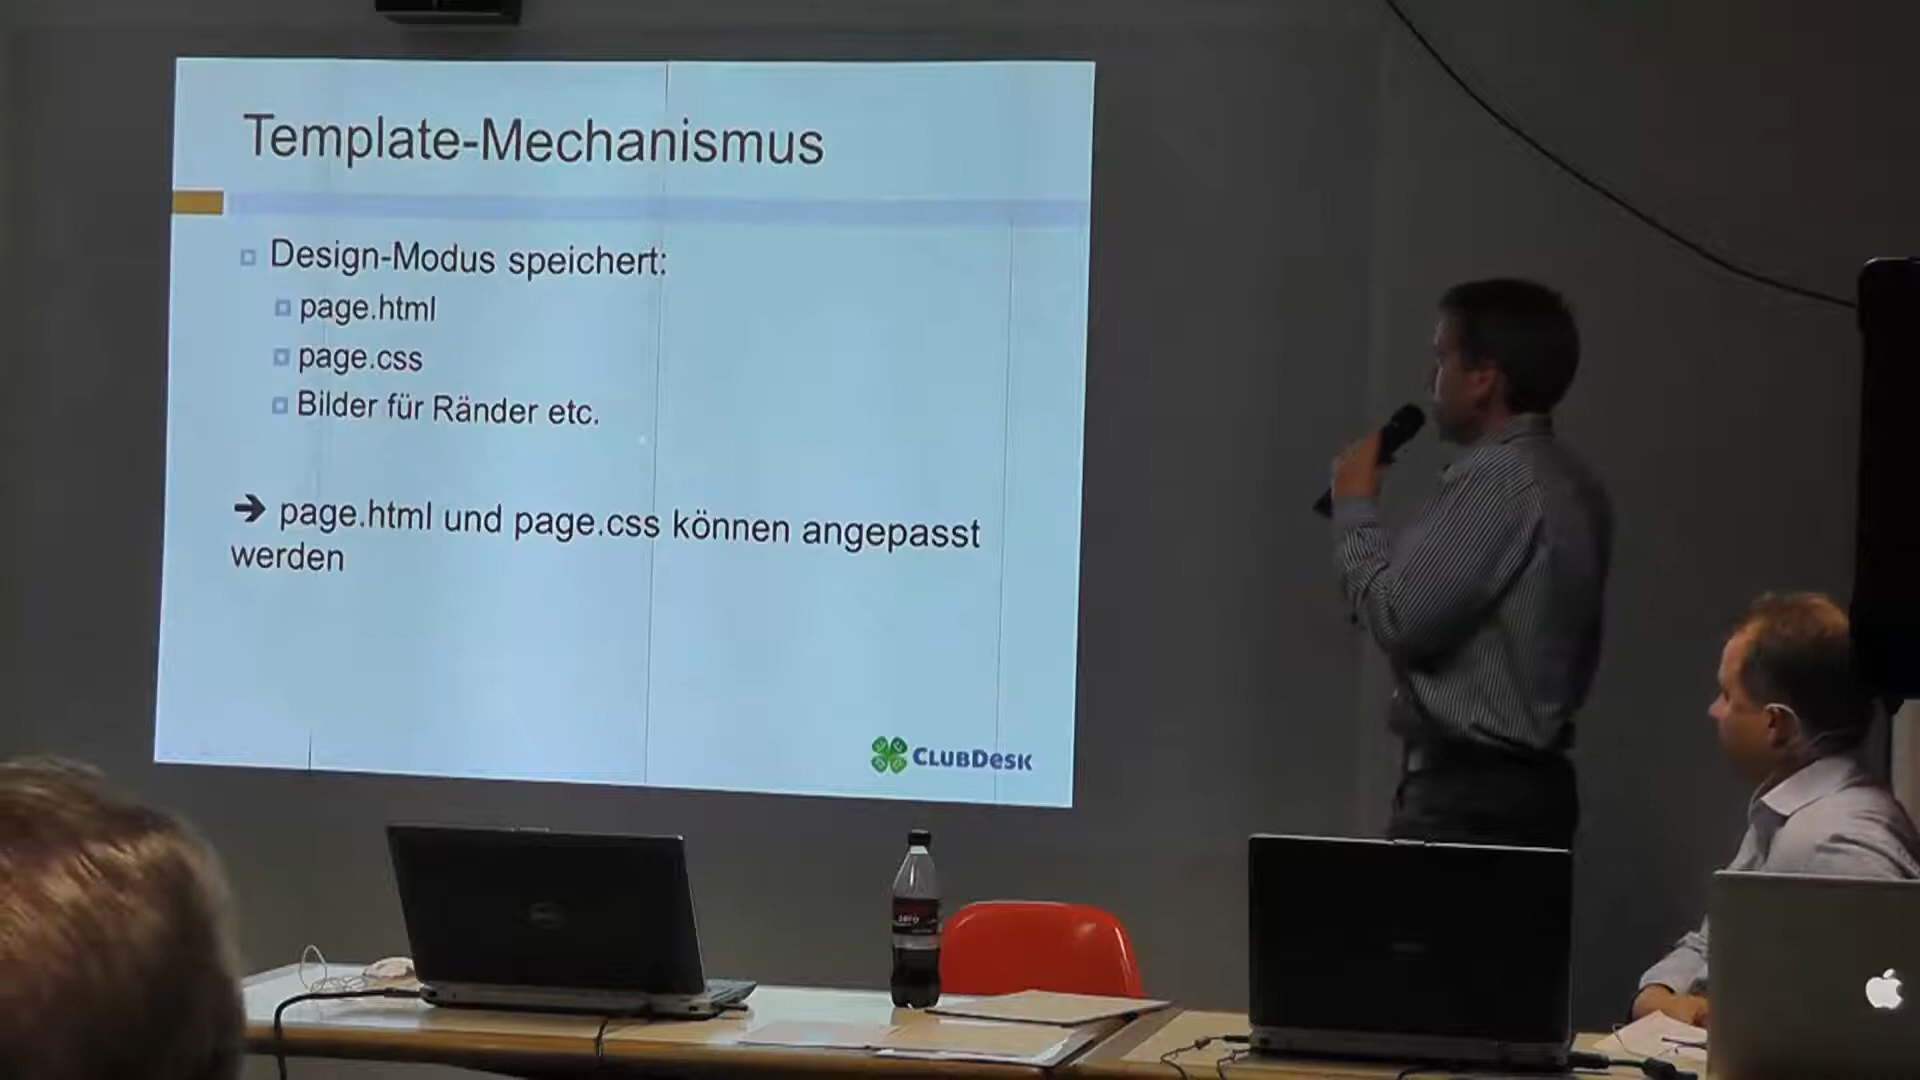 Template-Mechanismus
Design-Modus speichert:
page.html
page.css
Bilder für Ränder etc.
➔ page.html und page.css können angepasst
werden
CLUBDESK
zero